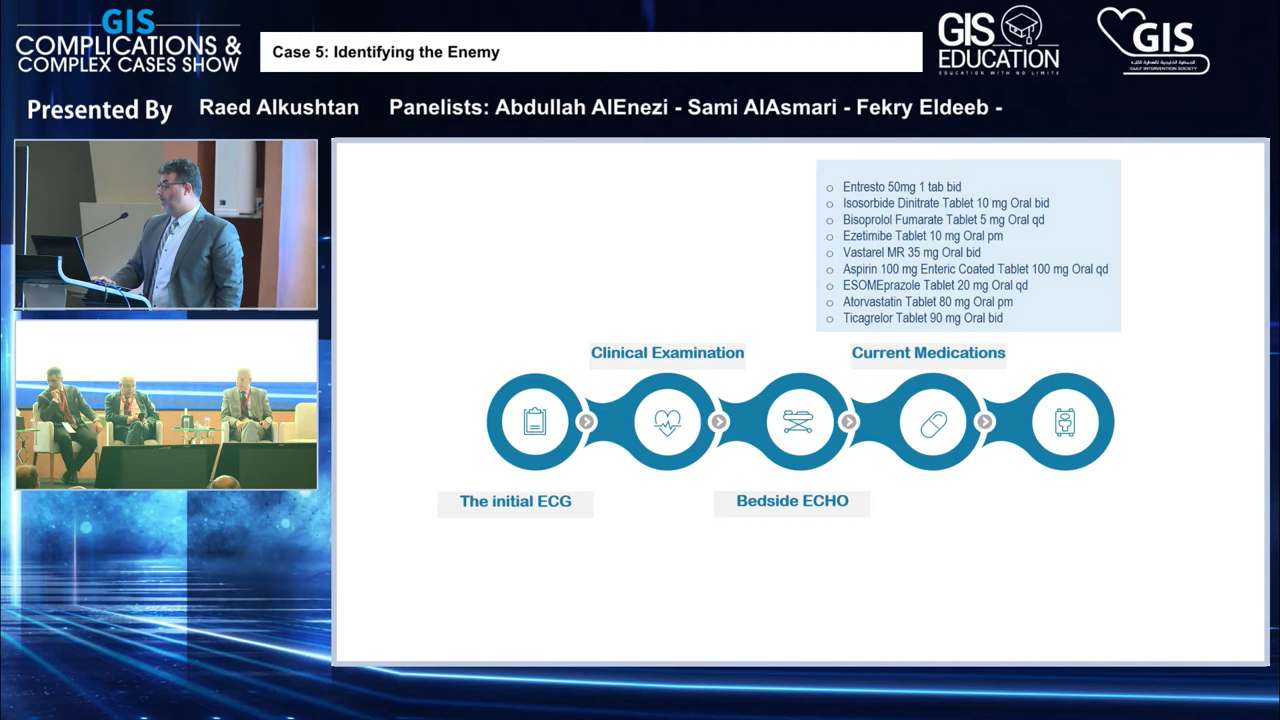 GIS
COMPLICATIONS &
COMPLEX CASES SHOW
Case 5: Identifying the Enemy
GIS
EDUCATION
EDUCATION WITH NO LIMITS
GIS
GULF INTERVENTION SOCIETY
Presented By Raed Alkushtan Panelists: Abdullah AlEnezi - Sami AlAsmari - Fekry Eldeeb -
o Entresto 50mg 1 tab bid
o Isosorbide Dinitrate Tablet 10 mg Oral bid
o Bisoprolol Fumarate Tablet 5 mg Oral qd
o Ezetimibe Tablet 10 mg Oral pm
o Vastarel MR 35 mg Oral bid
o Aspirin 100 mg Enteric Coated Tablet 100 mg Oral qd
o ESOMEprazole Tablet 20 mg Oral qd
o Atorvastatin Tablet 80 mg Oral pm
o Ticagrelor Tablet 90 mg Oral bid
Clinical Examination
Current Medications
The initial ECG
Bedside ECHO